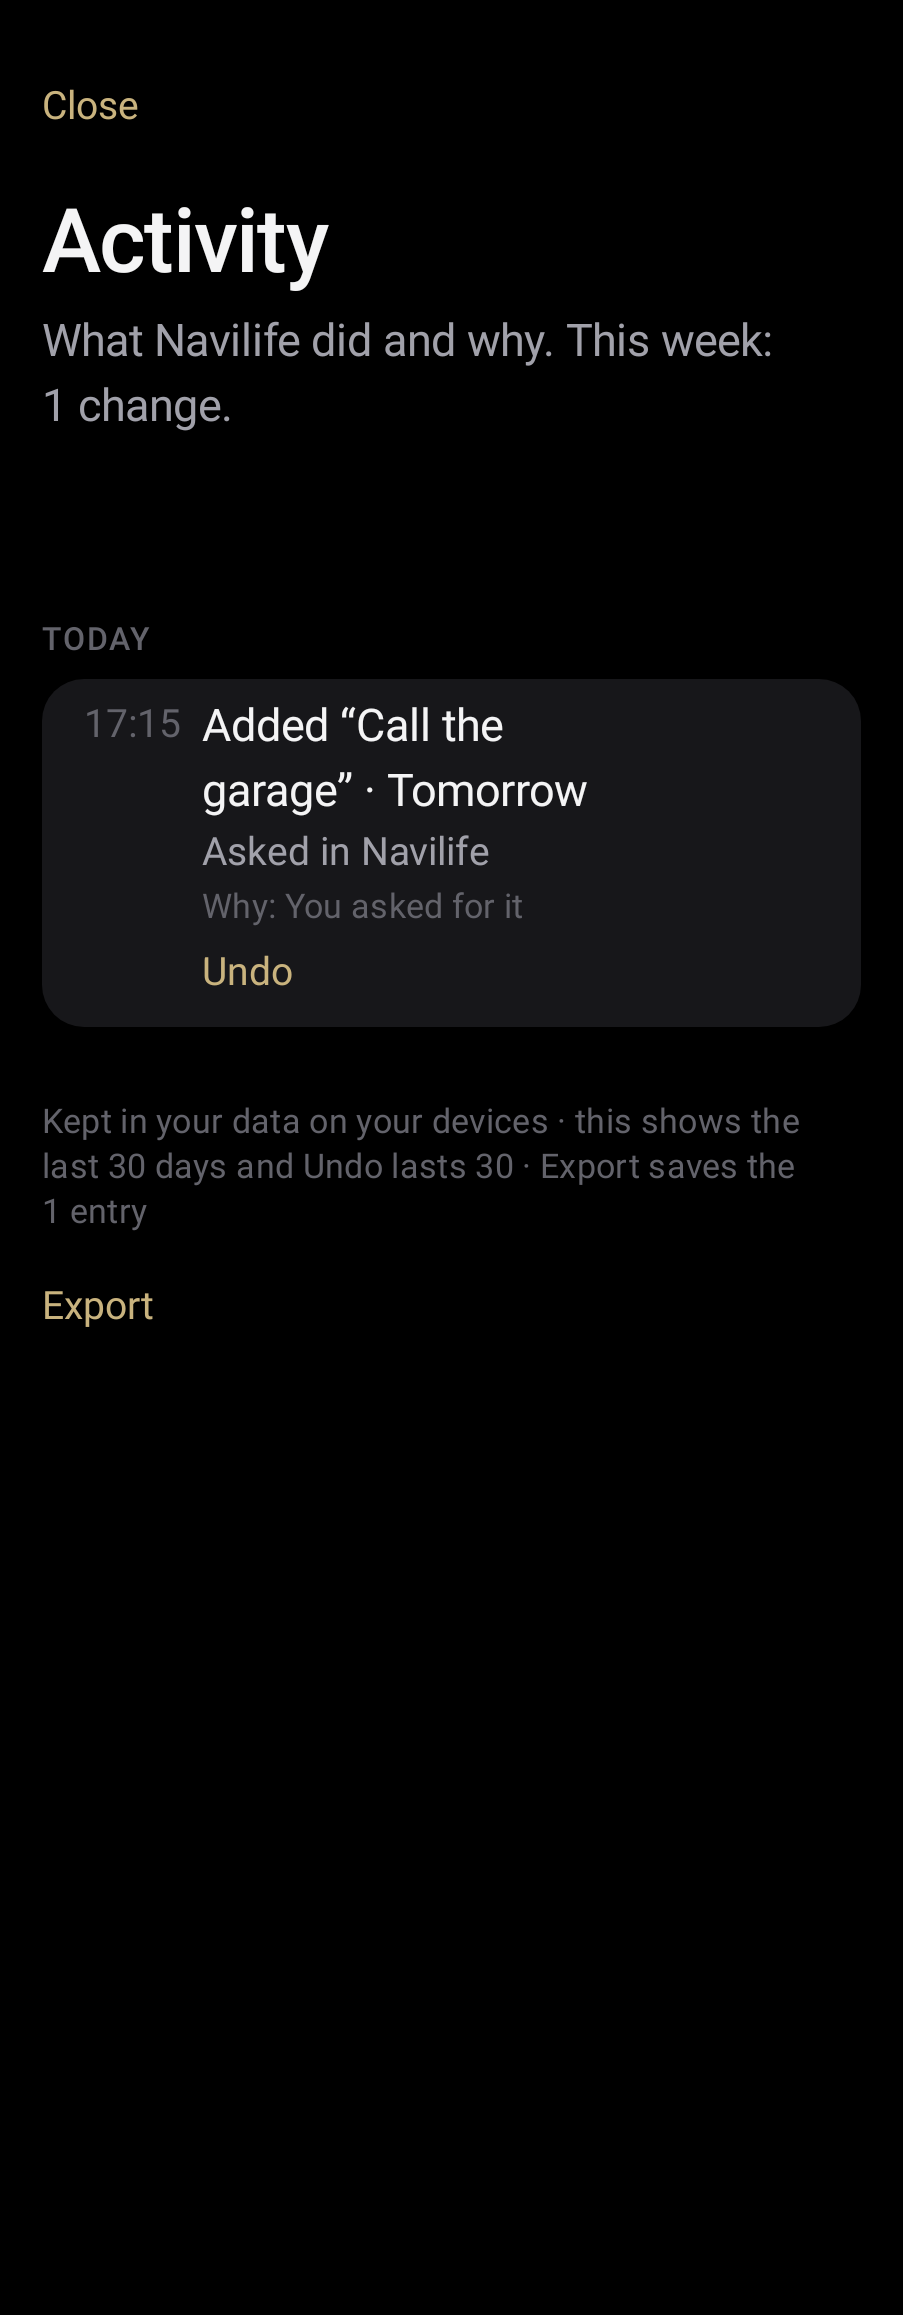 Close
Activity
What Navilife did and why. This week:
1 change.
TODAY
17:15 Added “Call the
garage” · Tomorrow
Asked in Navilife
Why: You asked for it
Undo
Kept in your data on your devices · this shows the
last 30 days and Undo lasts 30 · Export saves the
1 entry
Export